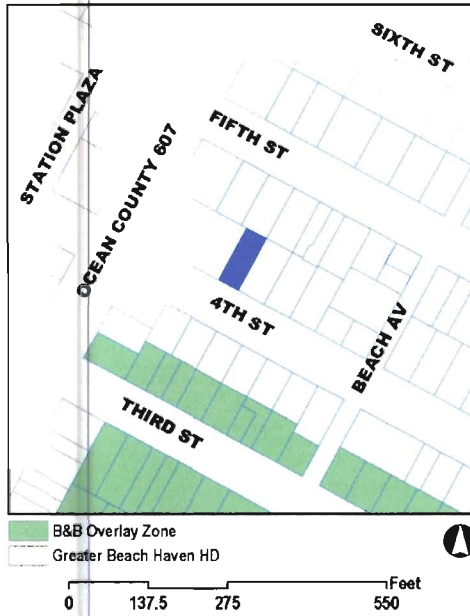 SIXTH ST
STATION PLAZA
FIFTH ST
OCEAN COUNTY 607
4TH ST
BEACH AV
THIRD ST
B&B Overlay Zone
Greater Beach Haven HD
Feet
0 137.5 275 550